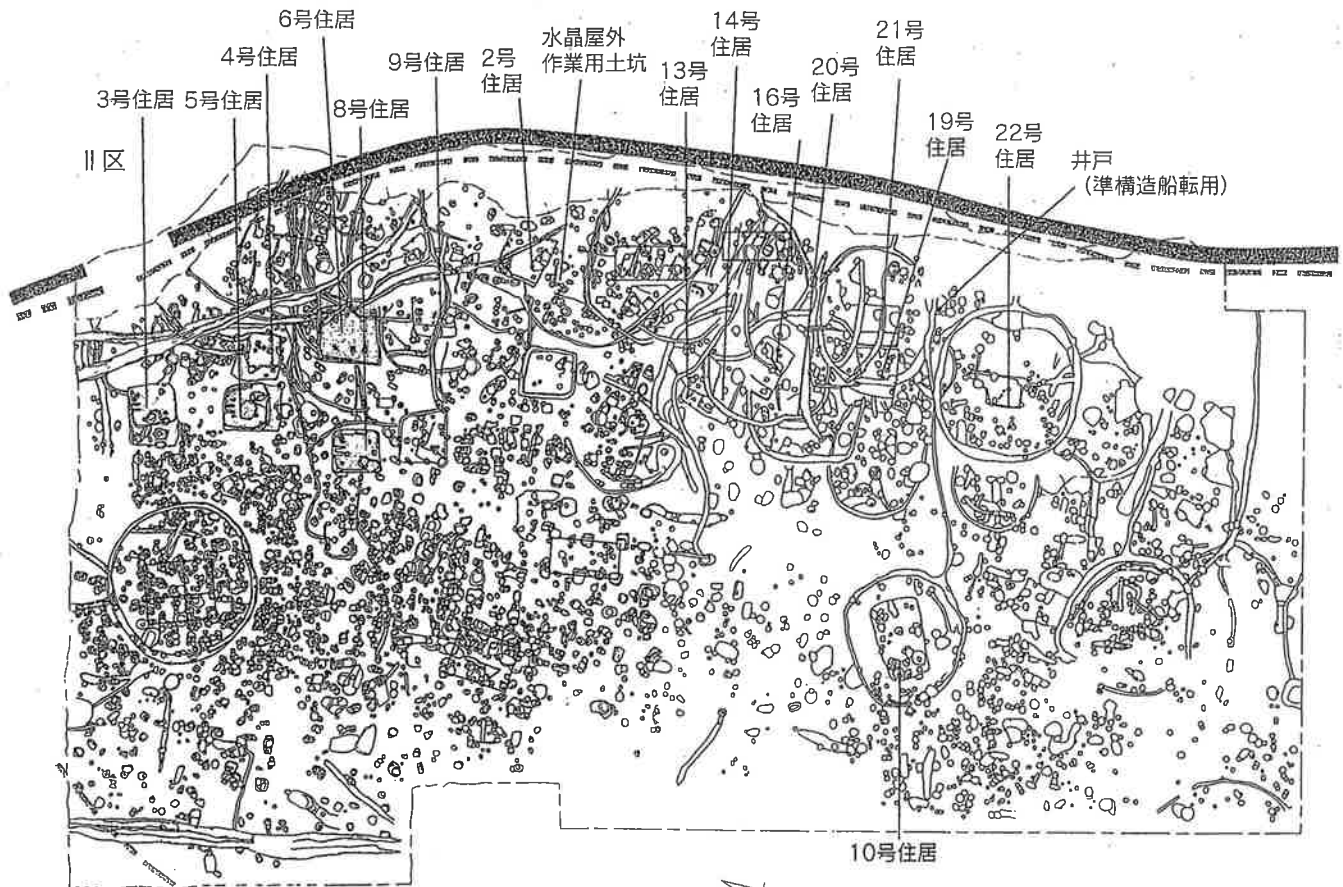 6号住居
4号住居
3号住居
5号住居
8号住居
9号住居
2号
住居
水晶屋外
作業用土坑
13号
住居
14号
住居
16号
住居
20号
住居
21号
住居
19号
住居
22号
住居
井戸
(準構造船転用)
II区
10号住居